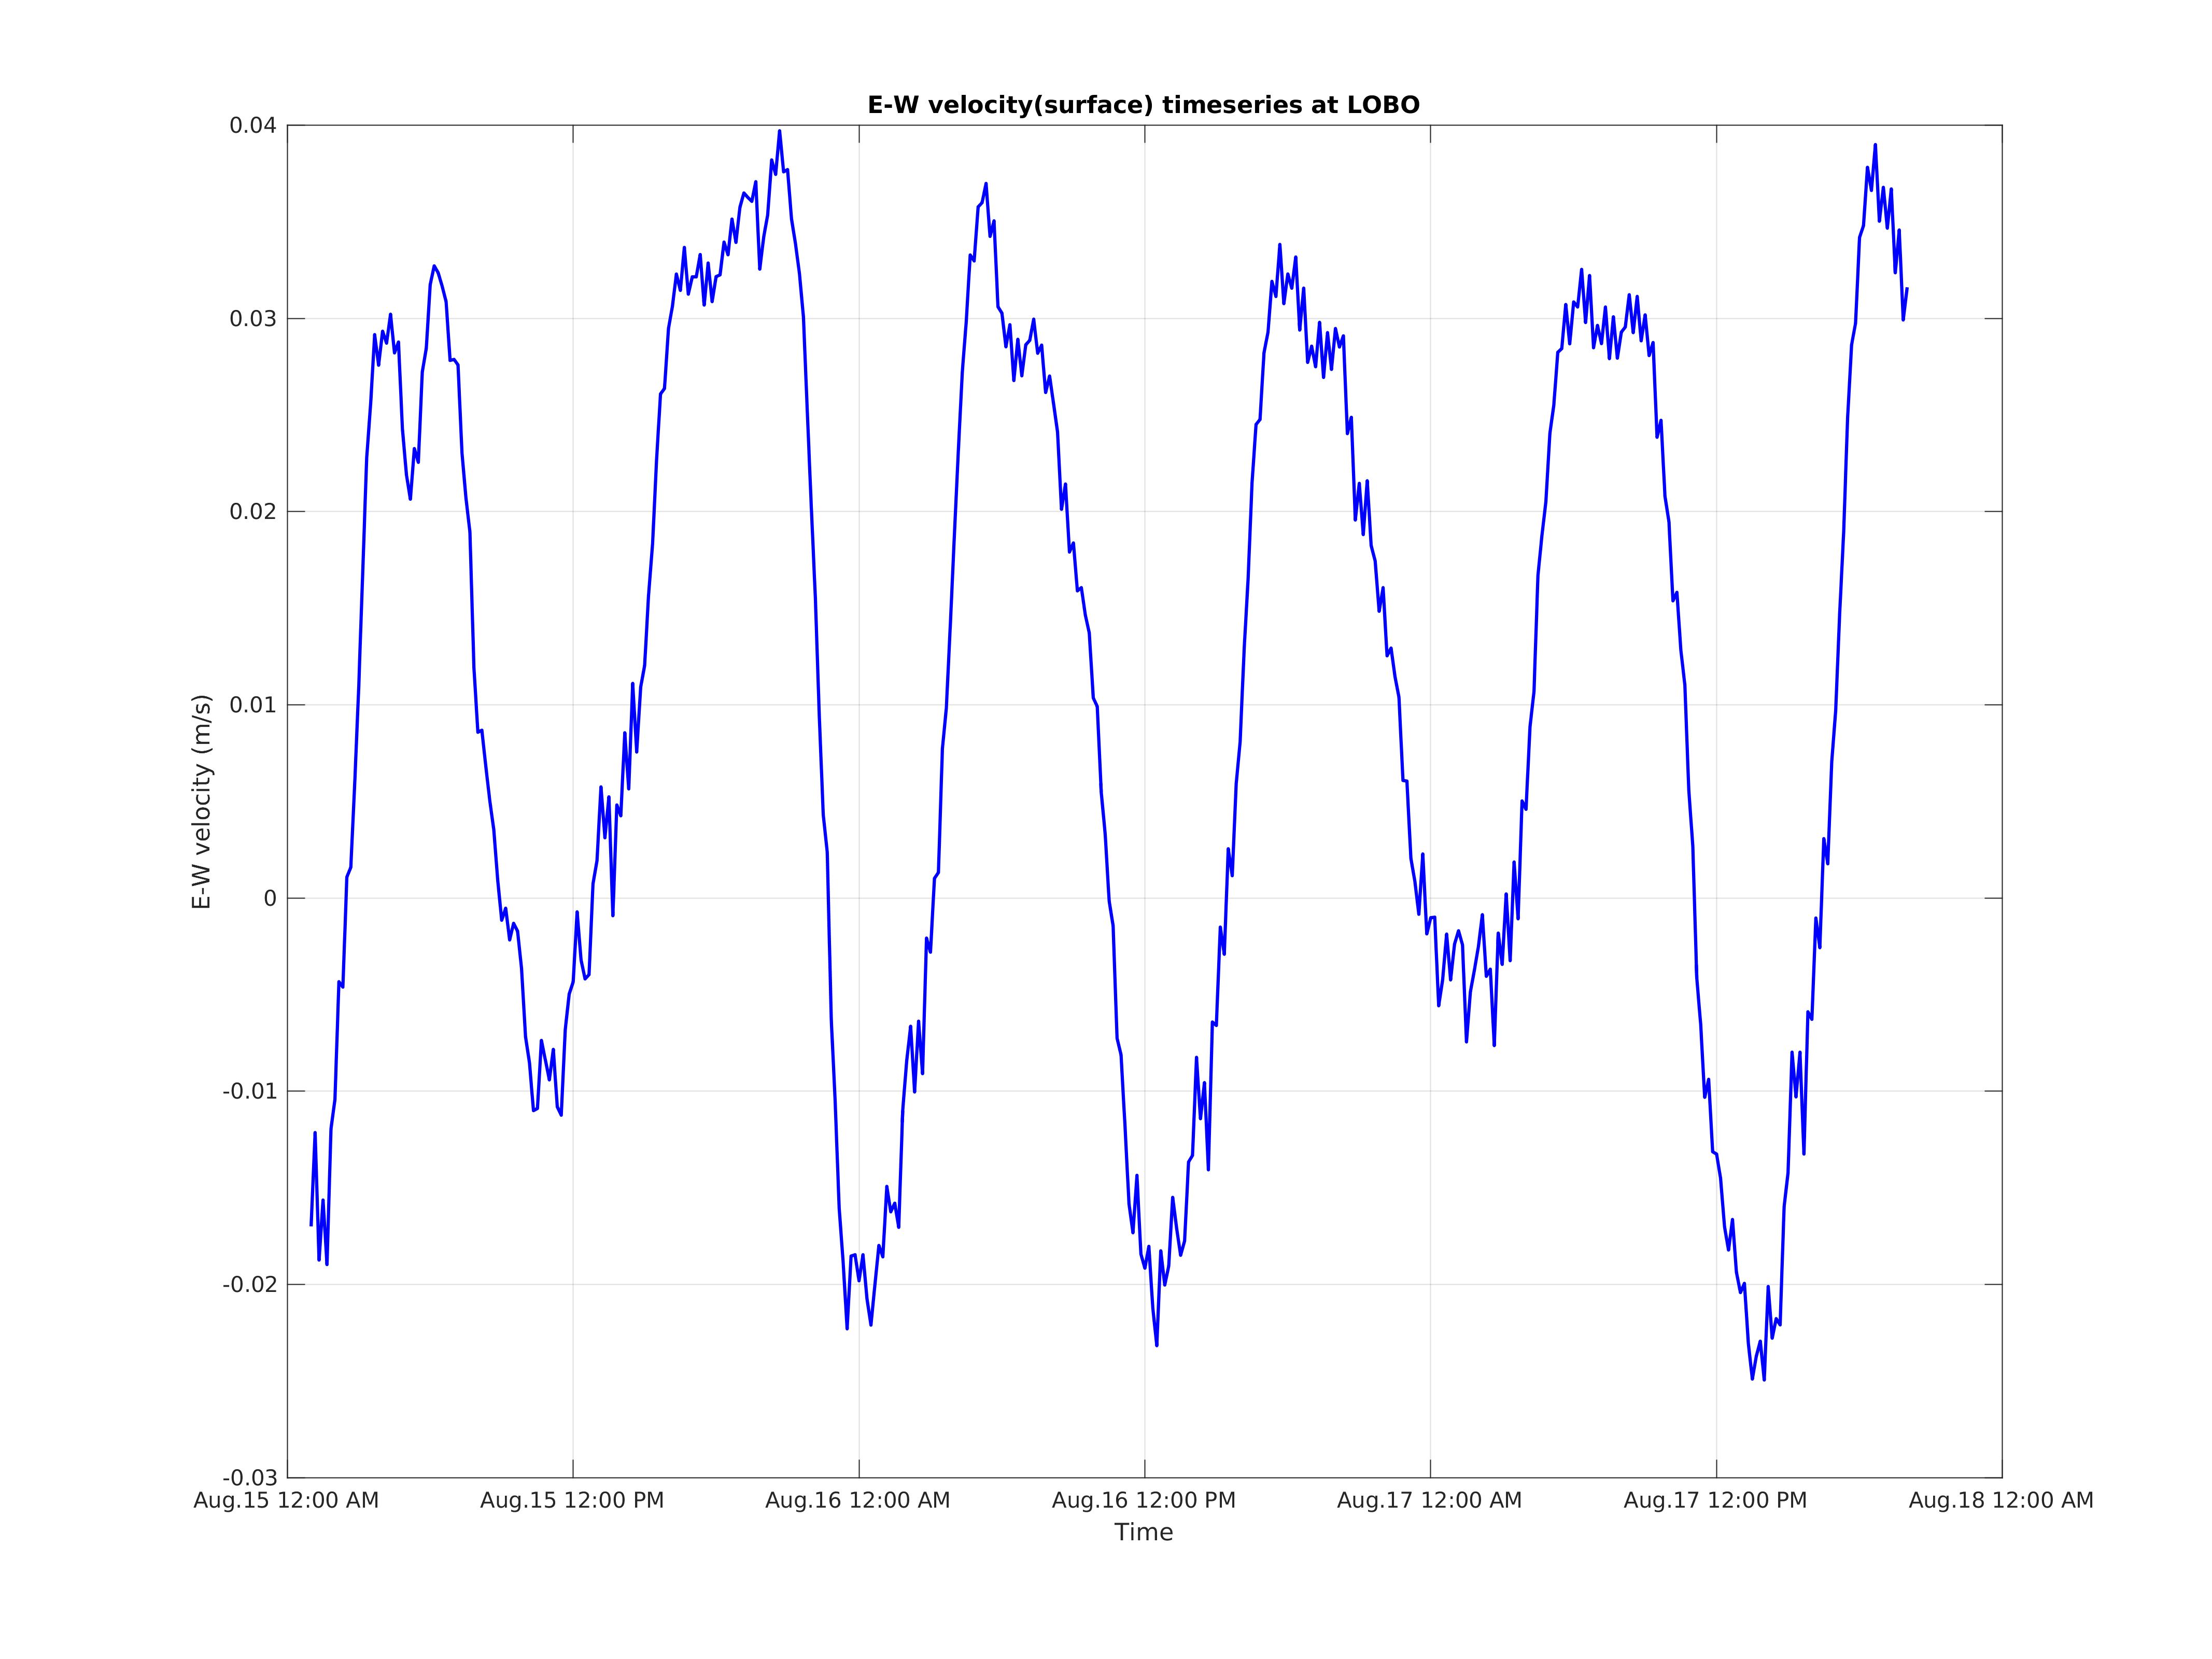 E-W velocity(surface) timeseries at LOBO
0.04
0.03
0.02
0.01
0
-0.01
-0.02
-0.03
E-W velocity (m/s)
Aug.15 12:00 AM Aug.15 12:00 PM Aug.16 12:00 AM Aug.16 12:00 PM Aug.17 12:00 AM Aug.17 12:00 PM Aug.18 12:00 AM
Time